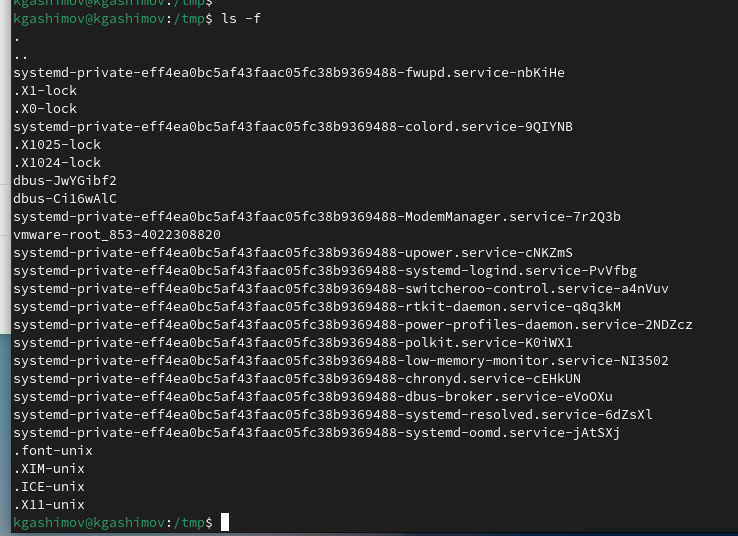 kgashimov@kgashimov:/tmp$
kgashimov@kgashimov:/tmp$ ls -f
.
..
systemd-private-eff4ea0bc5af43faac05fc38b9369488-fwupd.service-nbKiHe
.X1-lock
.X0-lock
systemd-private-eff4ea0bc5af43faac05fc38b9369488-colord.service-9QIYNB
.X1025-lock
.X1024-lock
dbus-JwYGibf2
dbus-Ci16wAlC
systemd-private-eff4ea0bc5af43faac05fc38b9369488-ModemManager.service-7r2Q3b
vmware-root_853-4022308820
systemd-private-eff4ea0bc5af43faac05fc38b9369488-upower.service-cNKZmS
systemd-private-eff4ea0bc5af43faac05fc38b9369488-systemd-logind.service-PvVfbg
systemd-private-eff4ea0bc5af43faac05fc38b9369488-switcheroo-control.service-a4nVuv
systemd-private-eff4ea0bc5af43faac05fc38b9369488-rtkit-daemon.service-q8q3kM
systemd-private-eff4ea0bc5af43faac05fc38b9369488-power-profiles-daemon.service-2NDZcz
systemd-private-eff4ea0bc5af43faac05fc38b9369488-polkit.service-K0iWX1
systemd-private-eff4ea0bc5af43faac05fc38b9369488-low-memory-monitor.service-NI3502
systemd-private-eff4ea0bc5af43faac05fc38b9369488-chronyd.service-cEHkUN
systemd-private-eff4ea0bc5af43faac05fc38b9369488-dbus-broker.service-eVoOXu
systemd-private-eff4ea0bc5af43faac05fc38b9369488-systemd-resolved.service-6dZsXl
systemd-private-eff4ea0bc5af43faac05fc38b9369488-systemd-oomd.service-jAtSXj
.font-unix
.XIM-unix
.ICE-unix
.X11-unix
kgashimov@kgashimov:/tmp$